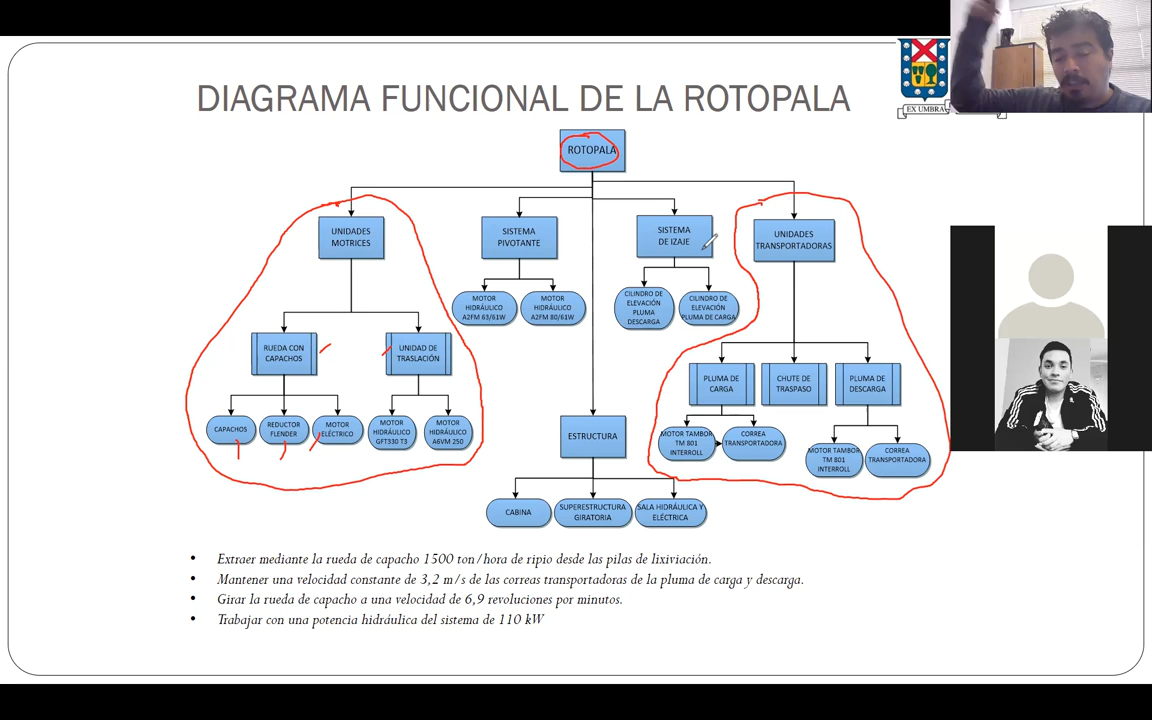 DIAGRAMA FUNCIONAL DE LA ROTOPALA
EX UMBRA
ROTOPALA
UNIDADES
MOTRICES
SISTEMA
PIVOTANTE
SISTEMA
DE IZAJE
UNIDADES
TRANSPORTADORAS
MOTOR
HIDRÁULICO
A2FM 63/61W
MOTOR
HIDRÁULICO
A2FM 80/61W
CILINDRO DE
ELEVACIÓN
PLUMA
DESCARGA
CILINDRO DE
ELEVACIÓN
PLUMA DE CARGA
RUEDA CON
CAPACHOS
UNIDAD DE
TRASLACIÓN
PLUMA DE
CARGA
CHUTE DE
TRASPASO
PLUMA DE
DESCARGA
CAPACHOS
REDUCTOR
FLENDER
MOTOR
ELÉCTRICO
MOTOR
HIDRÁULICO
GFT330 T3
MOTOR
HIDRÁULICO
A6VM 250
ESTRUCTURA
MOTOR TAMBOR
TM 801
INTERROLL
CORREA
TRANSPORTADORA
MOTOR TAMBOR
TM 801
INTERROLL
CORREA
TRANSPORTADORA
CABINA
SUPERESTRUCTURA
GIRATORIA
SALA HIDRÁULICA Y
ELÉCTRICA
• Extraer mediante la rueda de capacho 1500 ton/hora de ripio desde las pilas de lixiviación.
• Mantener una velocidad constante de 3,2 m/s de las correas transportadoras de la pluma de carga y descarga.
• Girar la rueda de capacho a una velocidad de 6,9 revoluciones por minutos.
• Trabajar con una potencia hidráulica del sistema de 110 kW